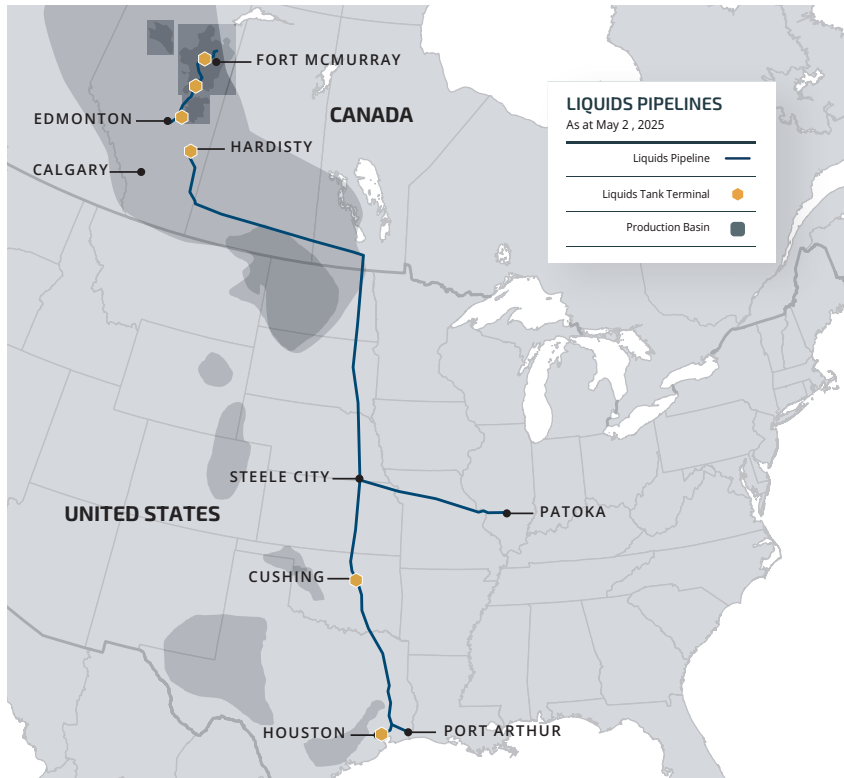 FORT MCMURRAY
CANADA
EDMONTON
HARDISTY
CALGARY
LIQUIDS PIPELINES
As at May 2 , 2025
Liquids Pipeline
Liquids Tank Terminal
Production Basin
STEELE CITY
UNITED STATES
PATOKA
CUSHING
HOUSTON
PORT ARTHUR